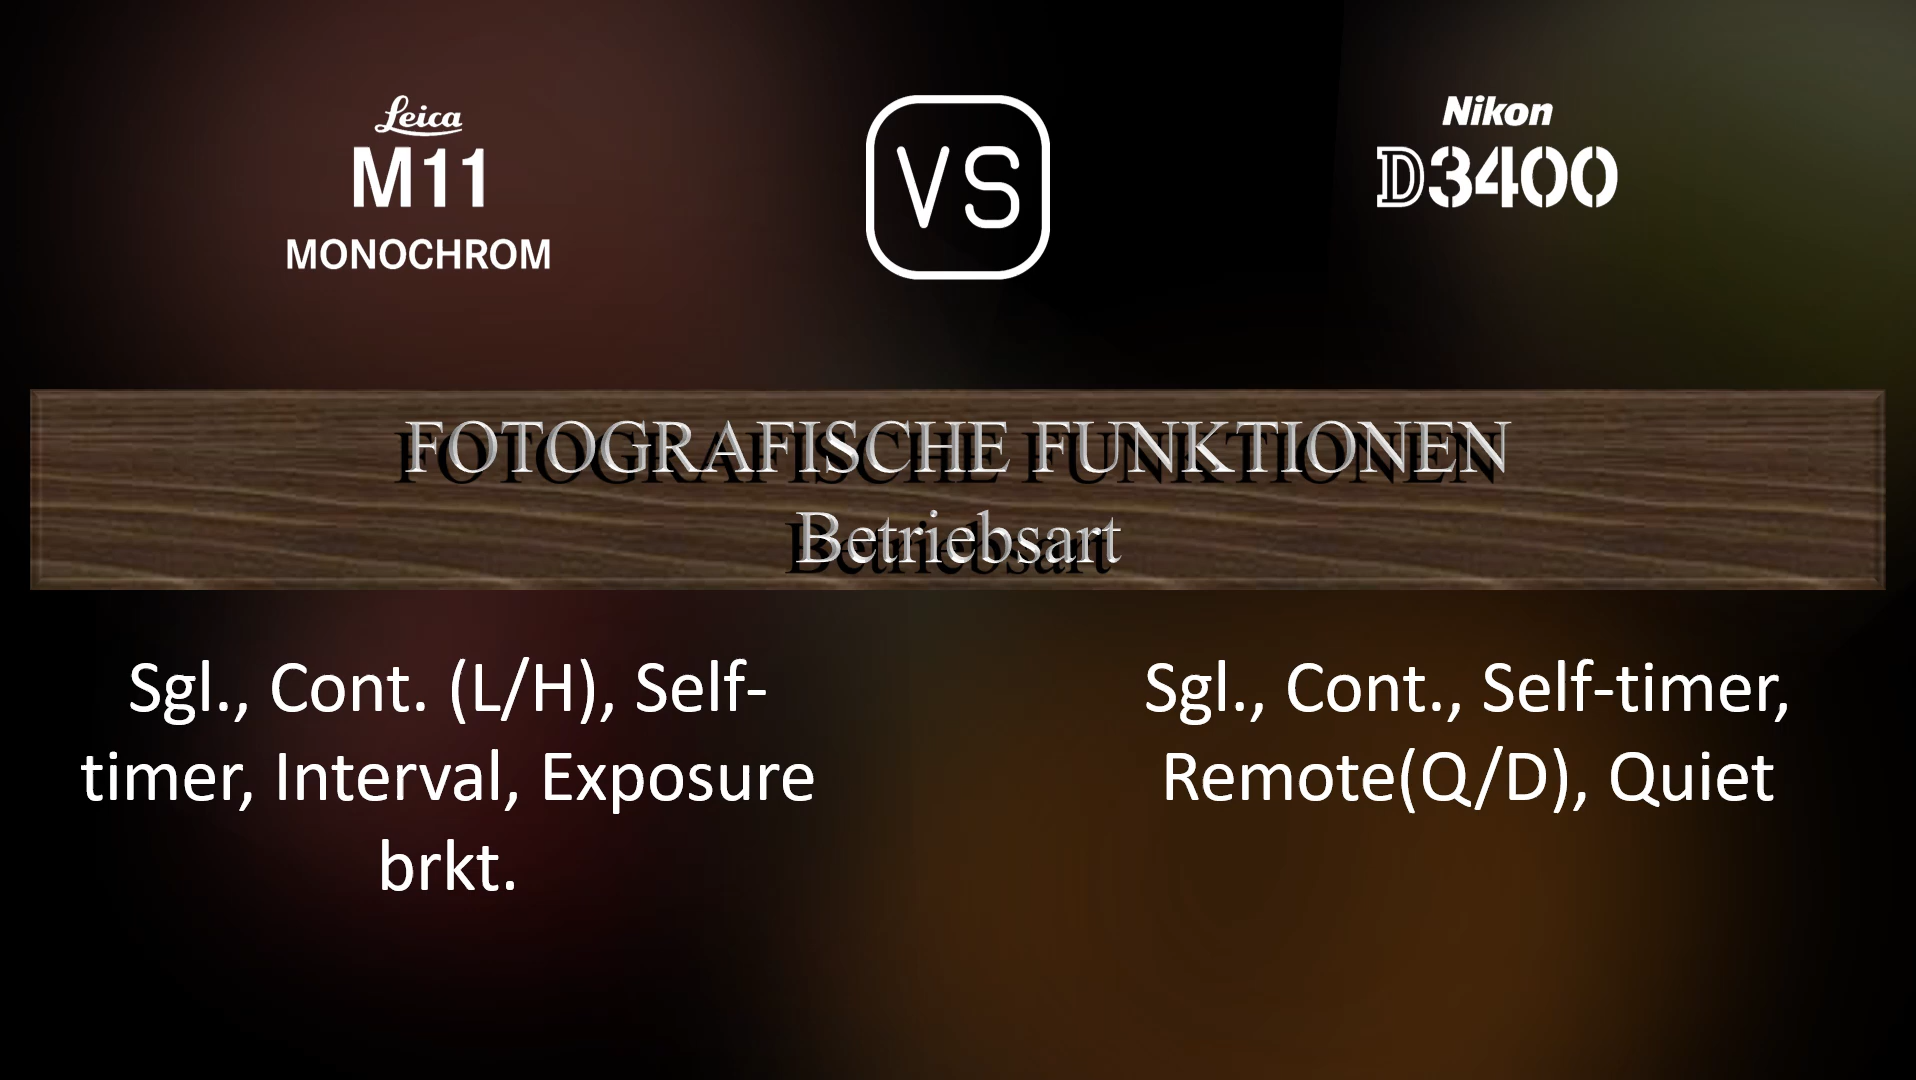 Leica
M11
MONOCHROM
VS
Nikon
D3400
FOTOGRAFISCHE FUNKTIONEN
Betriebsart
Sgl., Cont. (L/H), Self-
timer, Interval, Exposure
brkt.
Sgl., Cont., Self-timer,
Remote(Q/D), Quiet